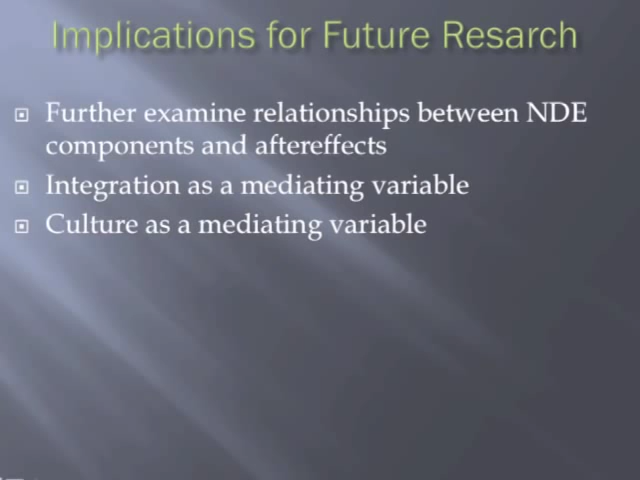 Implications for Future Resarch
Further examine relationships between NDE
components and aftereffects
Integration as a mediating variable
Culture as a mediating variable